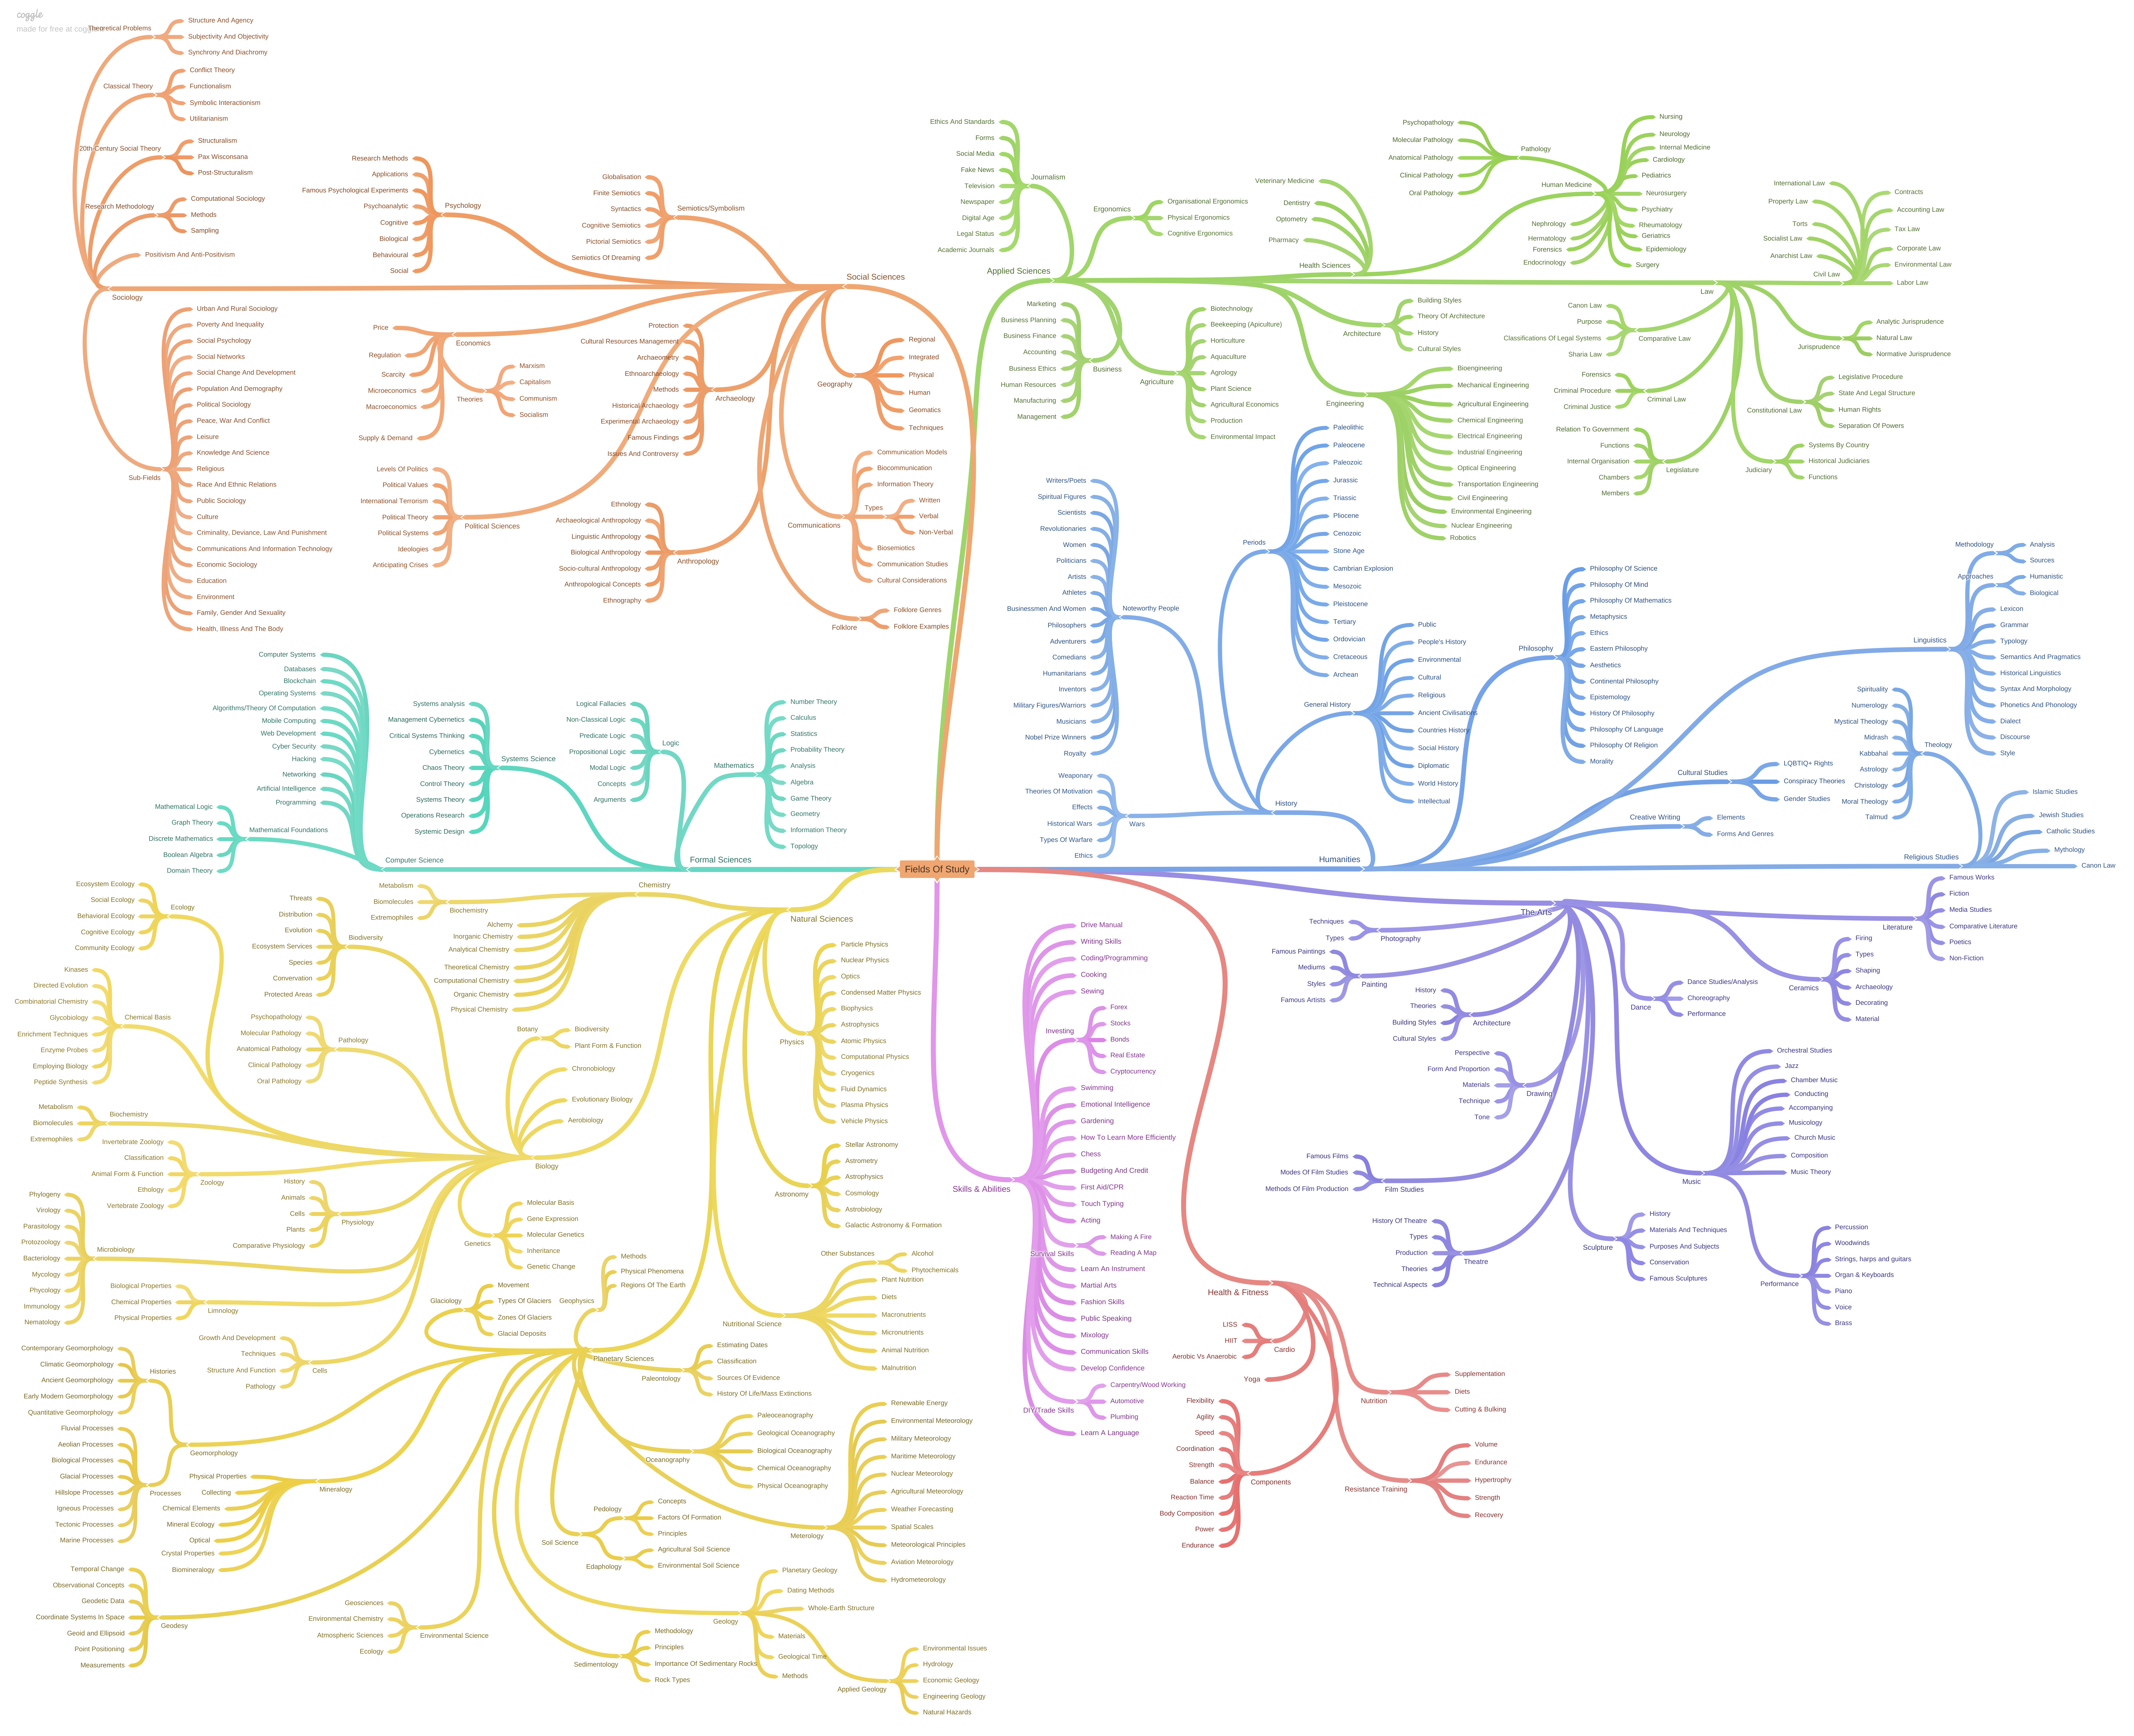 coggle
made for free at coggle
Theoretical Problems
Structure And Agency
Subjectivity And Objectivity
Synchrony And Diachromy
Classical Theory
Conflict Theory
Functionalism
Symbolic Interactionism
Utilitarianism
20th-Century Social Theory
Structuralism
Pax Wisconsana
Post-Structuralism
Research Methodology
Computational Sociology
Methods
Sampling
Positivism And Anti-Positivism
Sociology
Sub-Fields
Urban And Rural Sociology
Poverty And Inequality
Social Psychology
Social Networks
Social Change And Development
Population And Demography
Political Sociology
Peace, War And Conflict
Leisure
Knowledge And Science
Religious
Race And Ethnic Relations
Public Sociology
Culture
Criminality, Deviance, Law And Punishment
Communications And Information Technology
Economic Sociology
Education
Environment
Family, Gender And Sexuality
Health, Illness And The Body
Psychology
Research Methods
Applications
Famous Psychological Experiments
Psychoanalytic
Cognitive
Biological
Behavioural
Social
Semiotics/Symbolism
Globalisation
Finite Semiotics
Syntactics
Cognitive Semiotics
Pictorial Semiotics
Semiotics Of Dreaming
Social Sciences
Economics
Price
Regulation
Scarcity
Microeconomics
Macroeconomics
Supply & Demand
Theories
Marxism
Capitalism
Communism
Socialism
Archaeology
Protection
Cultural Resources Management
Archaeometry
Ethnoarchaeology
Methods
Historical Archaeology
Experimental Archaeology
Famous Findings
Issues And Controversy
Geography
Regional
Integrated
Physical
Human
Geomatics
Techniques
Political Sciences
Levels Of Politics
Political Values
International Terrorism
Political Theory
Political Systems
Ideologies
Anticipating Crises
Anthropology
Ethnology
Archaeological Anthropology
Linguistic Anthropology
Biological Anthropology
Socio-cultural Anthropology
Anthropological Concepts
Ethnography
Communications
Communication Models
Biocommunication
Information Theory
Types
Written
Verbal
Non-Verbal
Biosemiotics
Communication Studies
Cultural Considerations
Folklore
Folklore Genres
Folklore Examples
Applied Sciences
Journalism
Ethics And Standards
Forms
Social Media
Fake News
Television
Newspaper
Digital Age
Legal Status
Academic Journals
Ergonomics
Organisational Ergonomics
Physical Ergonomics
Cognitive Ergonomics
Business
Marketing
Business Planning
Business Finance
Accounting
Business Ethics
Human Resources
Manufacturing
Management
Agriculture
Biotechnology
Beekeeping (Apiculture)
Horticulture
Aquaculture
Agrology
Plant Science
Agricultural Economics
Production
Environmental Impact
Health Sciences
Veterinary Medicine
Dentistry
Optometry
Pharmacy
Human Medicine
Pathology
Psychopathology
Molecular Pathology
Anatomical Pathology
Clinical Pathology
Oral Pathology
Nursing
Neurology
Internal Medicine
Cardiology
Pediatrics
Neurosurgery
Psychiatry
Rheumatology
Geriatrics
Epidemiology
Surgery
Nephrology
Hermatology
Forensics
Endocrinology
Architecture
Building Styles
Theory Of Architecture
History
Cultural Styles
Engineering
Bioengineering
Mechanical Engineering
Agricultural Engineering
Chemical Engineering
Electrical Engineering
Industrial Engineering
Optical Engineering
Transportation Engineering
Civil Engineering
Environmental Engineering
Nuclear Engineering
Robotics
Law
Civil Law
International Law
Property Law
Torts
Socialist Law
Anarchist Law
Contracts
Accounting Law
Tax Law
Corporate Law
Environmental Law
Labor Law
Comparative Law
Canon Law
Purpose
Classifications Of Legal Systems
Sharia Law
Jurisprudence
Analytic Jurisprudence
Natural Law
Normative Jurisprudence
Criminal Law
Forensics
Criminal Procedure
Criminal Justice
Constitutional Law
Legislative Procedure
State And Legal Structure
Human Rights
Separation Of Powers
Legislature
Relation To Government
Functions
Internal Organisation
Chambers
Members
Judiciary
Systems By Country
Historical Judiciaries
Functions
Humanities
History
Noteworthy People
Writers/Poets
Spiritual Figures
Scientists
Revolutionaries
Women
Politicians
Artists
Athletes
Businessmen And Women
Philosophers
Adventurers
Comedians
Humanitarians
Inventors
Military Figures/Warriors
Musicians
Nobel Prize Winners
Royalty
Periods
Paleolithic
Paleocene
Paleozoic
Jurassic
Triassic
Pliocene
Cenozoic
Stone Age
Cambrian Explosion
Mesozoic
Pleistocene
Tertiary
Ordovician
Cretaceous
Archean
General History
Public
People's History
Environmental
Cultural
Religious
Ancient Civilisations
Countries History
Social History
Diplomatic
World History
Intellectual
Wars
Weaponary
Theories Of Motivation
Effects
Historical Wars
Types Of Warfare
Ethics
Philosophy
Philosophy Of Science
Philosophy Of Mind
Philosophy Of Mathematics
Metaphysics
Ethics
Eastern Philosophy
Aesthetics
Continental Philosophy
Epistemology
History Of Philosophy
Philosophy Of Language
Philosophy Of Religion
Morality
Linguistics
Methodology
Analysis
Sources
Approaches
Humanistic
Biological
Lexicon
Grammar
Typology
Semantics And Pragmatics
Historical Linguistics
Syntax And Morphology
Phonetics And Phonology
Dialect
Discourse
Style
Cultural Studies
LQBTIQ+ Rights
Conspiracy Theories
Gender Studies
Creative Writing
Elements
Forms And Genres
Theology
Spirituality
Numerology
Mystical Theology
Midrash
Kabbahal
Astrology
Christology
Moral Theology
Talmud
Religious Studies
Islamic Studies
Jewish Studies
Catholic Studies
Mythology
Canon Law
Formal Sciences
Computer Science
Computer Systems
Databases
Blockchain
Operating Systems
Algorithms/Theory Of Computation
Mobile Computing
Web Development
Cyber Security
Hacking
Networking
Artificial Intelligence
Programming
Mathematical Foundations
Mathematical Logic
Graph Theory
Discrete Mathematics
Boolean Algebra
Domain Theory
Systems Science
Systems analysis
Management Cybernetics
Critical Systems Thinking
Cybernetics
Chaos Theory
Control Theory
Systems Theory
Operations Research
Systemic Design
Logic
Logical Fallacies
Non-Classical Logic
Predicate Logic
Propositional Logic
Modal Logic
Concepts
Arguments
Mathematics
Number Theory
Calculus
Statistics
Probability Theory
Analysis
Algebra
Game Theory
Geometry
Information Theory
Topology
Fields Of Study
Natural Sciences
Chemistry
Biochemistry
Metabolism
Biomolecules
Extremophiles
Alchemy
Inorganic Chemistry
Analytical Chemistry
Theoretical Chemistry
Computational Chemistry
Organic Chemistry
Physical Chemistry
Biology
Ecology
Ecosystem Ecology
Social Ecology
Behavioral Ecology
Cognitive Ecology
Community Ecology
Biodiversity
Threats
Distribution
Evolution
Ecosystem Services
Species
Convervation
Protected Areas
Chemical Basis
Kinases
Directed Evolution
Combinatorial Chemistry
Glycobiology
Enrichment Techniques
Enzyme Probes
Employing Biology
Peptide Synthesis
Pathology
Psychopathology
Molecular Pathology
Anatomical Pathology
Clinical Pathology
Oral Pathology
Botany
Biodiversity
Plant Form & Function
Chronobiology
Evolutionary Biology
Aerobiology
Biochemistry
Metabolism
Biomolecules
Extremophiles
Zoology
Invertebrate Zoology
Classification
Animal Form & Function
Ethology
Vertebrate Zoology
Physiology
History
Animals
Cells
Plants
Comparative Physiology
Microbiology
Phylogeny
Virology
Parasitology
Protozoology
Bacteriology
Mycology
Phycology
Immunology
Nematology
Genetics
Molecular Basis
Gene Expression
Molecular Genetics
Inheritance
Genetic Change
Limnology
Biological Properties
Chemical Properties
Physical Properties
Cells
Growth And Development
Techniques
Structure And Function
Pathology
Physics
Particle Physics
Nuclear Physics
Optics
Condensed Matter Physics
Biophysics
Astrophysics
Atomic Physics
Computational Physics
Cryogenics
Fluid Dynamics
Plasma Physics
Vehicle Physics
Astronomy
Stellar Astronomy
Astrometry
Astrophysics
Cosmology
Astrobiology
Galactic Astronomy & Formation
Nutritional Science
Other Substances
Alcohol
Phytochemicals
Plant Nutrition
Diets
Macronutrients
Micronutrients
Animal Nutrition
Malnutrition
Planetary Sciences
Glaciology
Movement
Types Of Glaciers
Zones Of Glaciers
Glacial Deposits
Geophysics
Methods
Physical Phenomena
Regions Of The Earth
Paleontology
Estimating Dates
Classification
Sources Of Evidence
History Of Life/Mass Extinctions
Geomorphology
Histories
Contemporary Geomorphology
Climatic Geomorphology
Ancient Geomorphology
Early Modern Geomorphology
Quantitative Geomorphology
Processes
Fluvial Processes
Aeolian Processes
Biological Processes
Glacial Processes
Hillslope Processes
Igneous Processes
Tectonic Processes
Marine Processes
Mineralogy
Physical Properties
Collecting
Chemical Elements
Mineral Ecology
Optical
Crystal Properties
Biomineralogy
Geodesy
Temporal Change
Observational Concepts
Geodetic Data
Coordinate Systems In Space
Geoid and Ellipsoid
Point Positioning
Measurements
Environmental Science
Geosciences
Environmental Chemistry
Atmospheric Sciences
Ecology
Oceanography
Paleoceanography
Geological Oceanography
Biological Oceanography
Chemical Oceanography
Physical Oceanography
Meterology
Renewable Energy
Environmental Meteorology
Military Meteorology
Maritime Meteorology
Nuclear Meteorology
Agricultural Meteorology
Weather Forecasting
Spatial Scales
Meteorological Principles
Aviation Meteorology
Hydrometeorology
Soil Science
Pedology
Concepts
Factors Of Formation
Principles
Edaphology
Agricultural Soil Science
Environmental Soil Science
Geology
Planetary Geology
Dating Methods
Whole-Earth Structure
Materials
Geological Time
Methods
Applied Geology
Environmental Issues
Hydrology
Economic Geology
Engineering Geology
Natural Hazards
Sedimentology
Methodology
Principles
Importance Of Sedimentary Rocks
Rock Types
Skills & Abilities
Drive Manual
Writing Skills
Coding/Programming
Cooking
Sewing
Investing
Forex
Stocks
Bonds
Real Estate
Cryptocurrency
Swimming
Emotional Intelligence
Gardening
How To Learn More Efficiently
Chess
Budgeting And Credit
First Aid/CPR
Touch Typing
Acting
Survival Skills
Making A Fire
Reading A Map
Learn An Instrument
Martial Arts
Fashion Skills
Public Speaking
Mixology
Communication Skills
Develop Confidence
DIY/Trade Skills
Carpentry/Wood Working
Automotive
Plumbing
Learn A Language
Health & Fitness
Cardio
LISS
HIIT
Aerobic Vs Anaerobic
Yoga
Components
Flexibility
Agility
Speed
Coordination
Strength
Balance
Reaction Time
Body Composition
Power
Endurance
Nutrition
Supplementation
Diets
Cutting & Bulking
Resistance Training
Volume
Endurance
Hypertrophy
Strength
Recovery
The Arts
Photography
Techniques
Types
Painting
Famous Paintings
Mediums
Styles
Famous Artists
Architecture
History
Theories
Building Styles
Cultural Styles
Drawing
Perspective
Form And Proportion
Materials
Technique
Tone
Film Studies
Famous Films
Modes Of Film Studies
Methods Of Film Production
Theatre
History Of Theatre
Types
Production
Theories
Technical Aspects
Literature
Famous Works
Fiction
Media Studies
Comparative Literature
Poetics
Non-Fiction
Ceramics
Firing
Types
Shaping
Archaeology
Decorating
Material
Dance
Dance Studies/Analysis
Choreography
Performance
Music
Orchestral Studies
Jazz
Chamber Music
Conducting
Accompanying
Musicology
Church Music
Composition
Music Theory
Performance
Percussion
Woodwinds
Strings, harps and guitars
Organ & Keyboards
Piano
Voice
Brass
Sculpture
History
Materials And Techniques
Purposes And Subjects
Conservation
Famous Sculptures